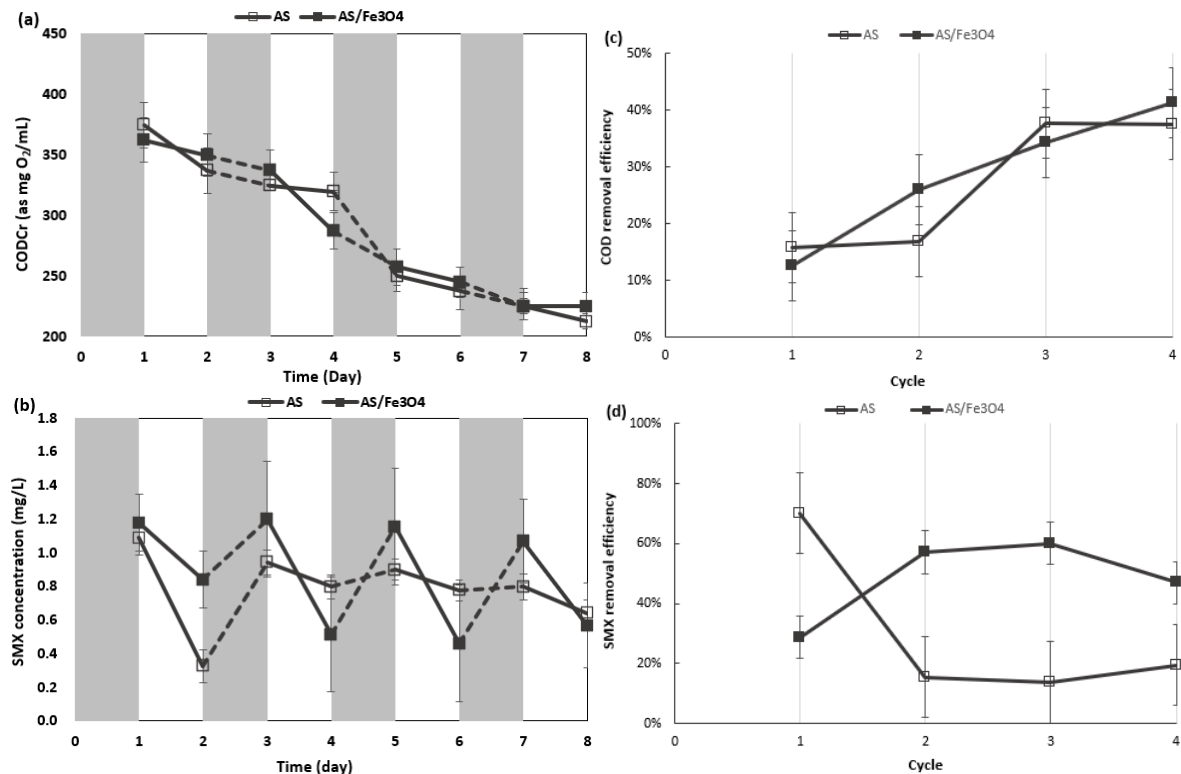 (a)
AS AS/Fe3O4
450
400
350
300
250
200
CODCr (as mg O₂/mL)
0 1 2 3 4 5 6 7 8
Time (Day)
(c)
AS AS/Fe3O4
50%
40%
30%
20%
10%
0%
COD removal efficiency
0 1 2 3 4
Cycle
(b)
AS AS/Fe3O4
1.8
1.6
1.4
1.2
1.0
0.8
0.6
0.4
0.2
0.0
SMX concentration (mg/L)
0 1 2 3 4 5 6 7 8
Time (day)
(d)
AS AS/Fe3O4
100%
80%
60%
40%
20%
0%
SMX removal efficiency
0 1 2 3 4
Cycle